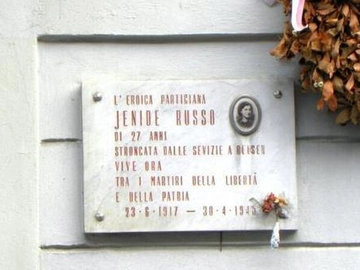 L'EROICA PARTIGIANA
JENIDE RUSSO
DI 27 ANNI
STRONCATA DALLE SEVIZIE A BELSEN
VIVE ORA
TRA I MARTIRI DELLA LIBERTÀ
E DELLA PATRIA
23-6-1917 — 30-4-1945